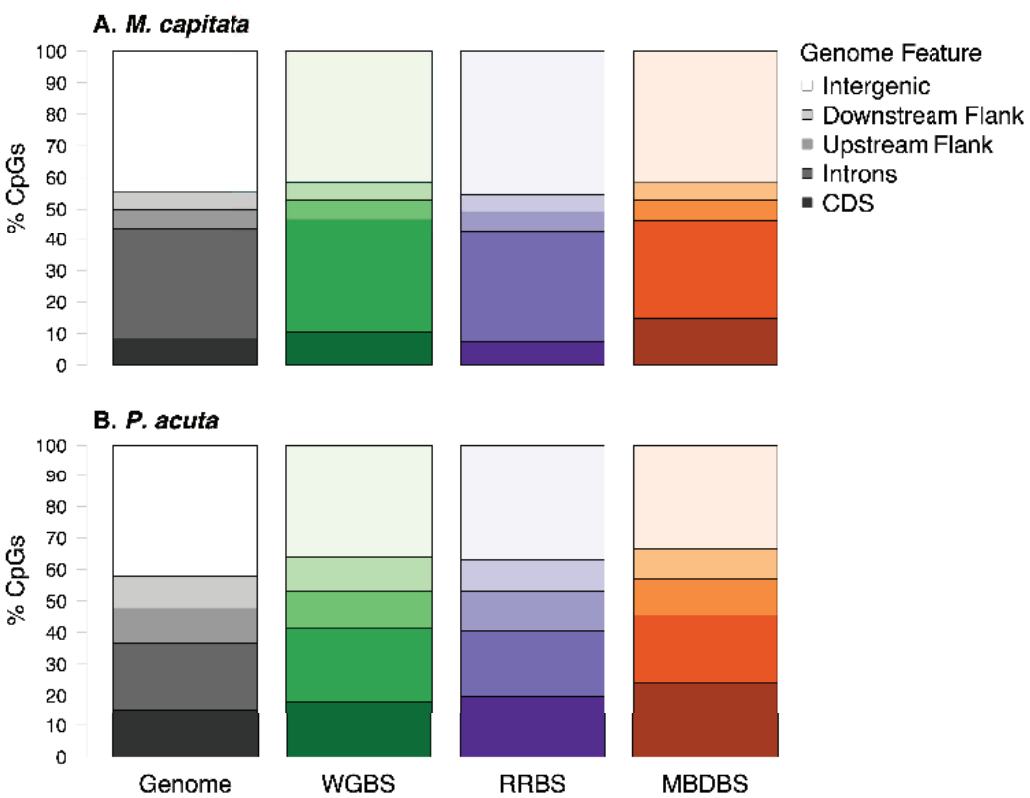 A. M. capitata
100
90
80
70
60
50
40
30
20
10
0
% CpGs
Genome Feature
Intergenic
Downstream Flank
Upstream Flank
Introns
CDS
B. P. acuta
100
90
80
70
60
50
40
30
20
10
0
% CpGs
Genome WGBS RRBS MBDBS